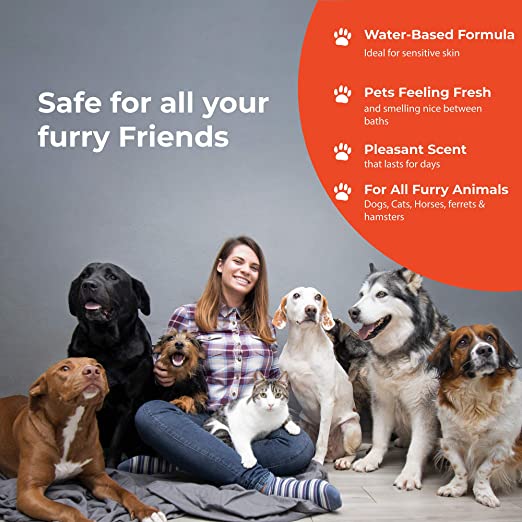 Safe for all your
furry Friends
Water-Based Formula
Ideal for sensitive skin
Pets Feeling Fresh
and smelling nice between
baths
Pleasant Scent
that lasts for days
For All Furry Animals
Dogs, Cats, Horses, ferrets &
hamsters